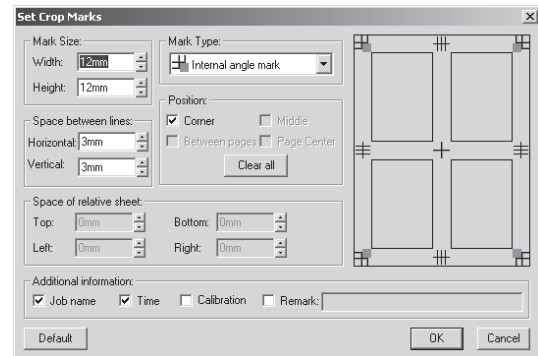 Set Crop Marks
Mark Size:
Width: 12mm
Height: 12mm
Mark Type:
Internal angle mark
Space between lines:
Horizontal: 3mm
Vertical: 3mm
Position:
Corner Middle
Between pages Page Center
Clear all
Space of relative sheet:
Top: 0mm Bottom: 0mm
Left: 0mm Right: 0mm
Additional information:
Job name Time Calibration Remark:
Default OK Cancel